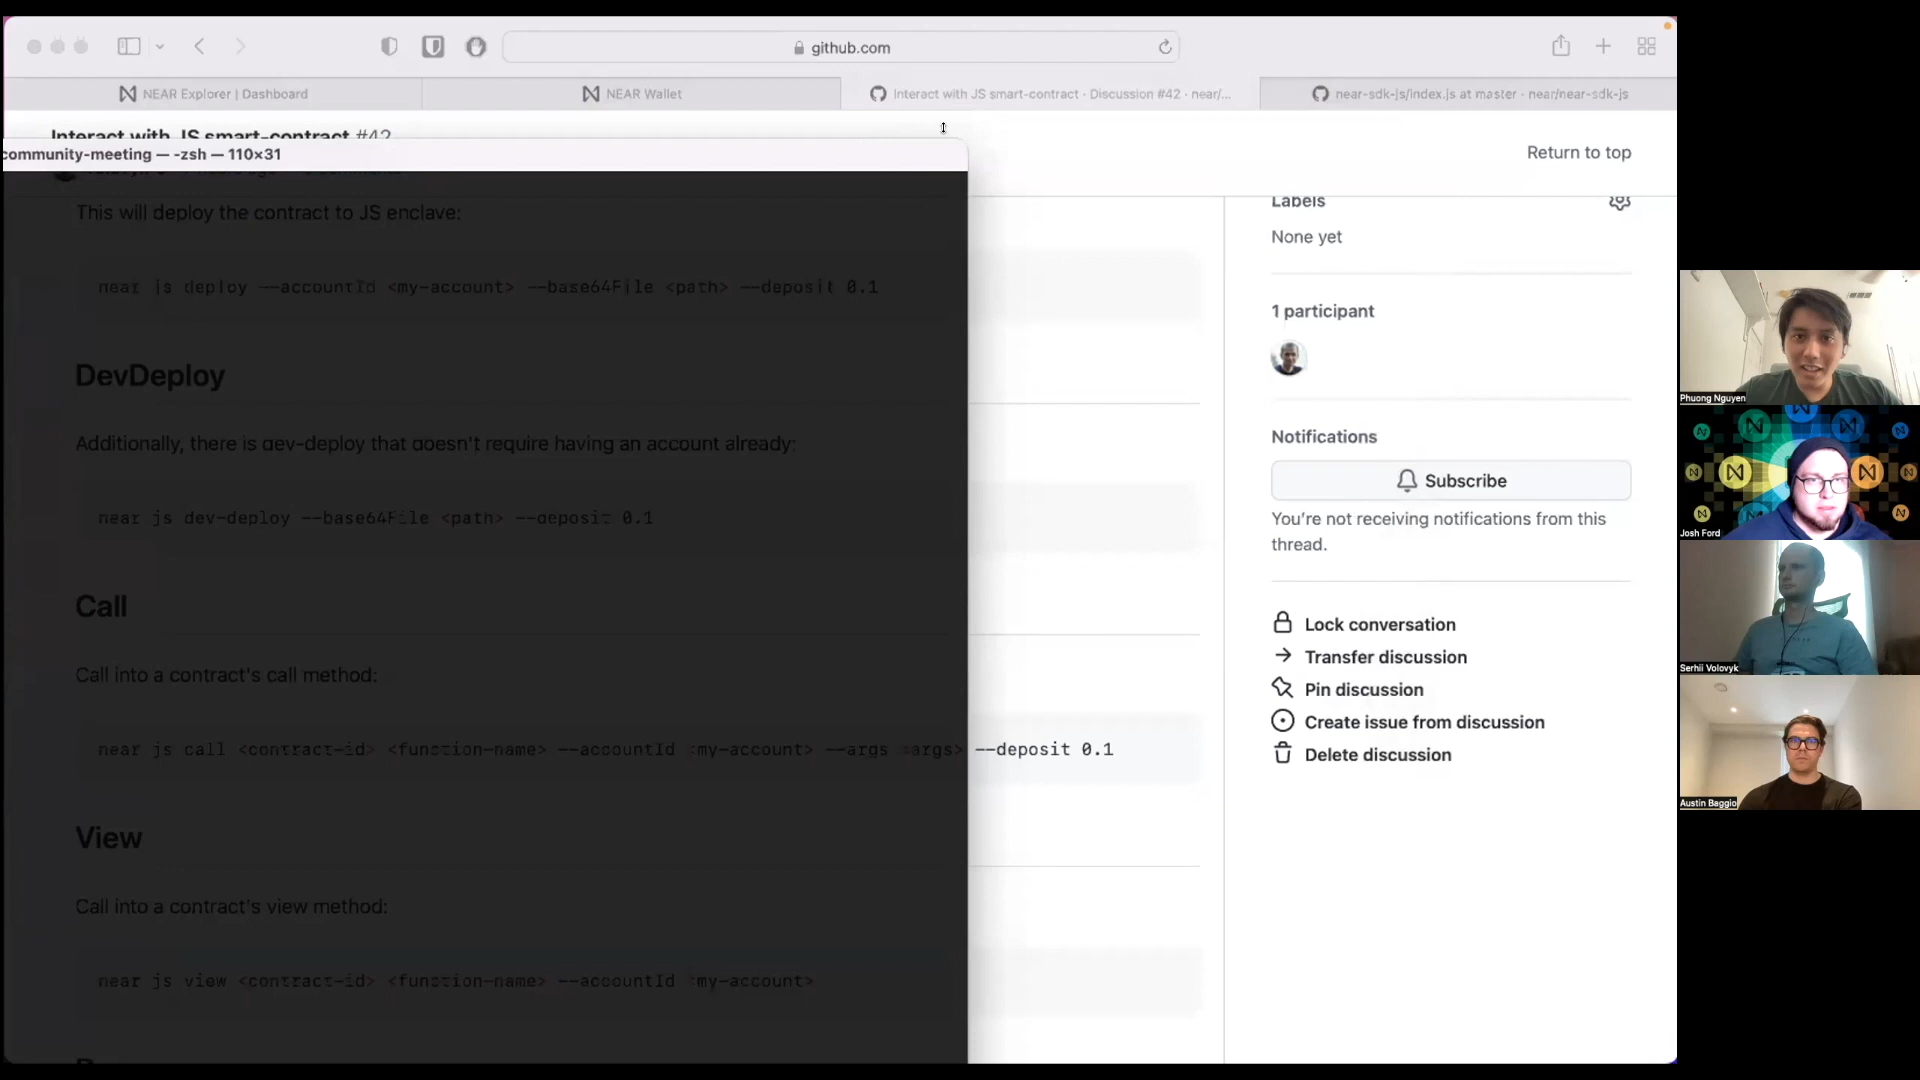 github.com
NEAR Explorer | Dashboard
NEAR Wallet
Interact with JS smart-contract · Discussion #42 · near/...
near-sdk-js/index.js at master · near/near-sdk-js
Interact with JS smart-contract #42
community-meeting — -zsh — 110×31
Return to top
This will deploy the contract to JS enclave:
near js deploy --accountId <my-account> --base64File <path> --deposit 0.1
DevDeploy
Additionally, there is dev-deploy that doesn't require having an account already:
near js dev-deploy --base64File <path> --deposit 0.1
Call
Call into a contract's call method:
near js call <contract-id> <function-name> --accountId <my-account> --args <args> --deposit 0.1
View
Call into a contract's view method:
near js view <contract-id> <function-name> --accountId <my-account>
Labels
None yet
1 participant
Notifications
Subscribe
You're not receiving notifications from this
thread.
Lock conversation
Transfer discussion
Pin discussion
Create issue from discussion
Delete discussion
Phuong Nguyen
Josh Ford
Serhii Volovyk
Austin Baggio